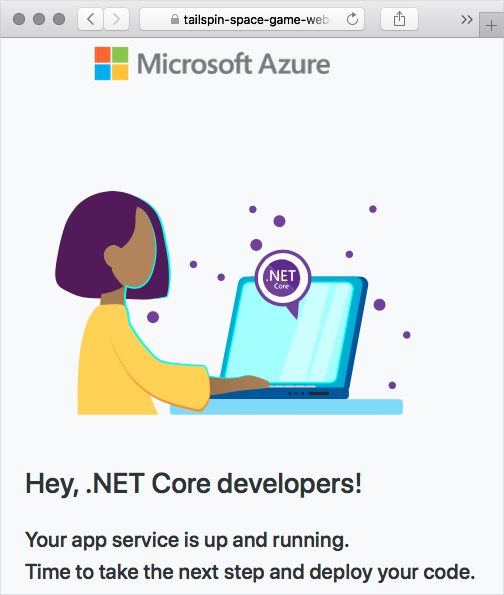 tailspin-space-game-web
Microsoft Azure
.NET
Core
Hey, .NET Core developers!
Your app service is up and running.
Time to take the next step and deploy your code.